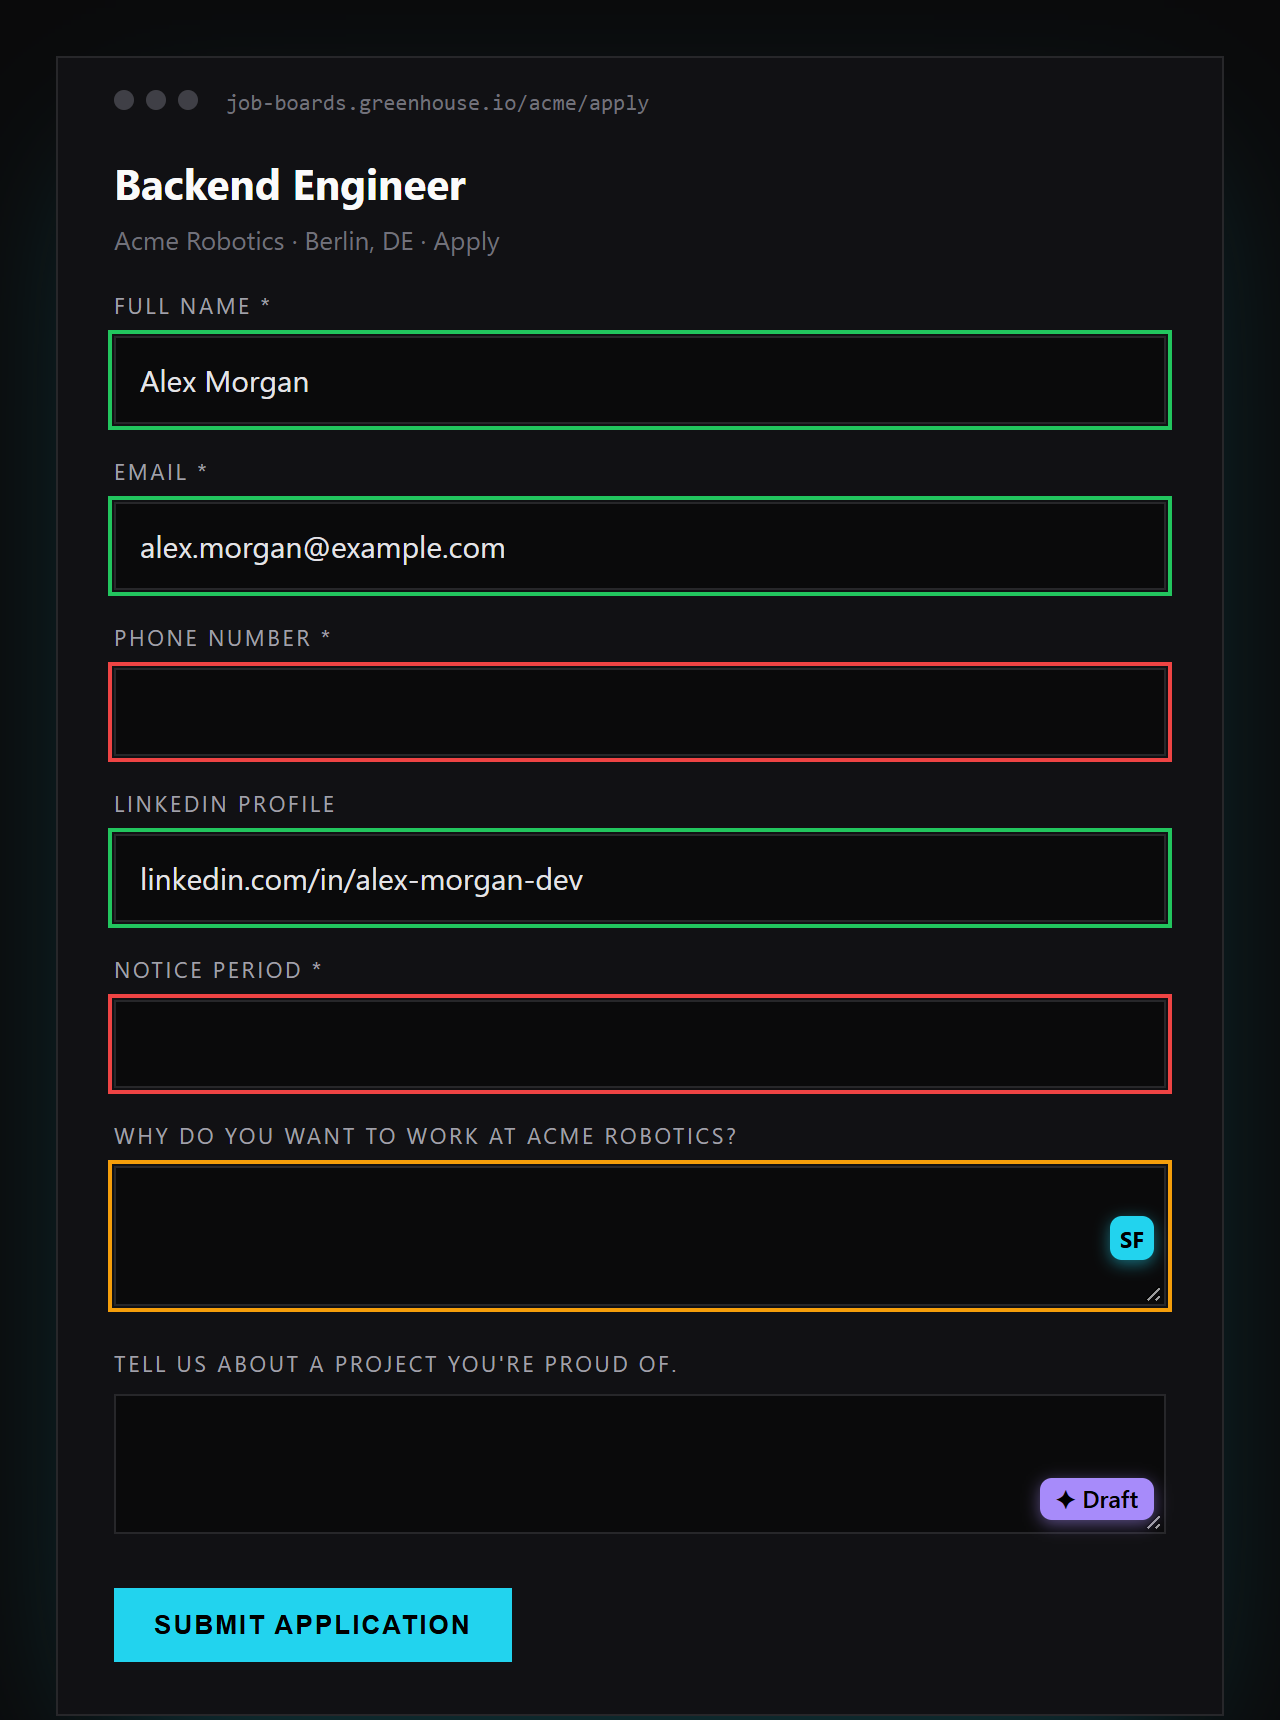 job-boards.greenhouse.io/acme/apply
Backend Engineer
Acme Robotics · Berlin, DE · Apply
FULL NAME *
Alex Morgan
EMAIL *
alex.morgan@example.com
PHONE NUMBER *
LINKEDIN PROFILE
linkedin.com/in/alex-morgan-dev
NOTICE PERIOD *
WHY DO YOU WANT TO WORK AT ACME ROBOTICS?
SF
TELL US ABOUT A PROJECT YOU'RE PROUD OF.
✦ Draft
SUBMIT APPLICATION